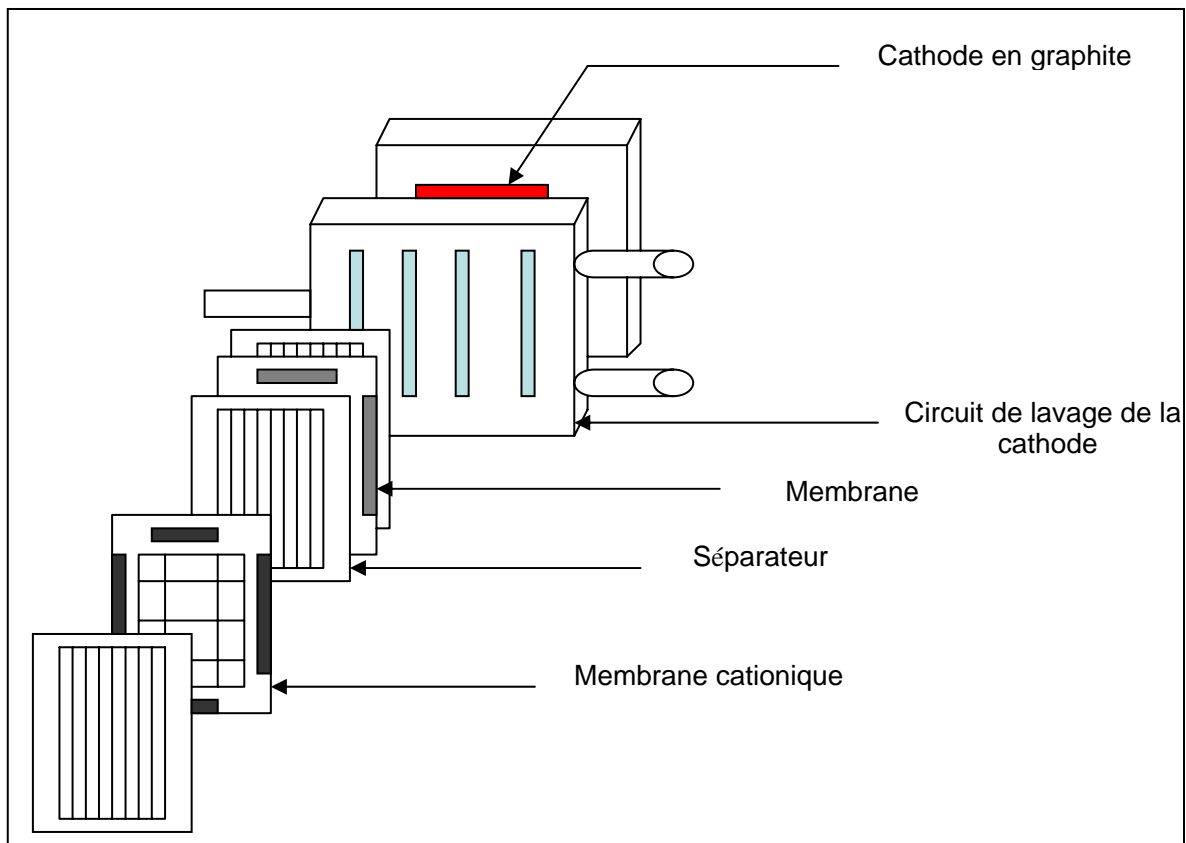 Cathode en graphite
Circuit de lavage de la
cathode
Membrane
Séparateur
Membrane cationique